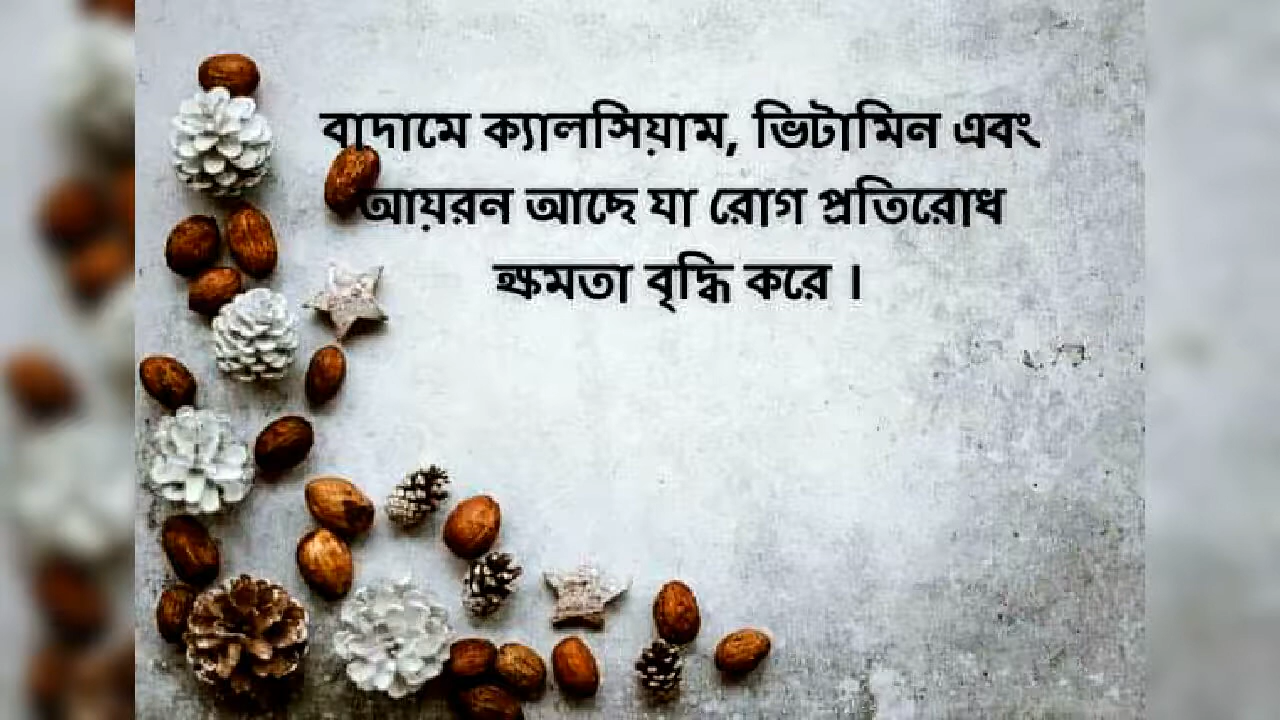 বাদামে ক্যালসিয়াম, ভিটামিন এবং
আয়রন আছে যা রোগ প্রতিরোধ
ক্ষমতা বৃদ্ধি করে ।